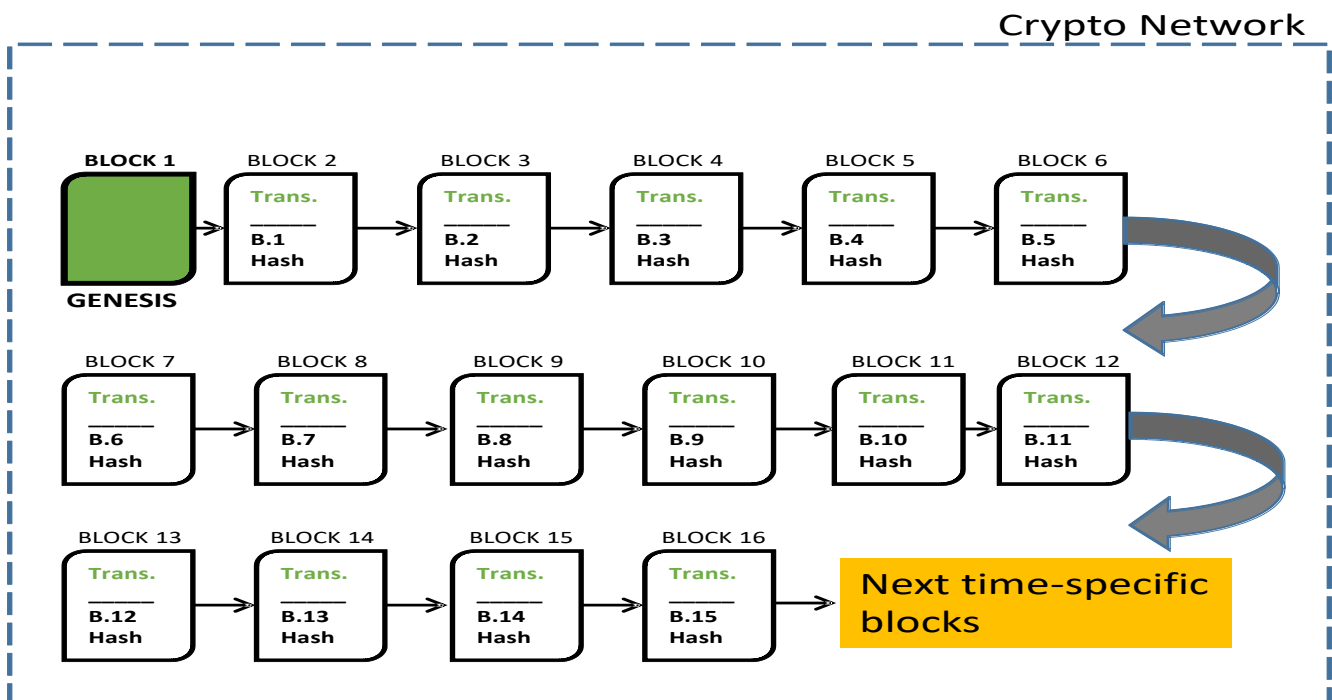 Crypto Network
BLOCK 1 BLOCK 2 BLOCK 3 BLOCK 4 BLOCK 5 BLOCK 6
Trans. Trans. Trans. Trans. Trans.
B.1 B.2 B.3 B.4 B.5
Hash Hash Hash Hash Hash
GENESIS
BLOCK 7 BLOCK 8 BLOCK 9 BLOCK 10 BLOCK 11 BLOCK 12
Trans. Trans. Trans. Trans. Trans. Trans.
B.6 B.7 B.8 B.9 B.10 B.11
Hash Hash Hash Hash Hash Hash
BLOCK 13 BLOCK 14 BLOCK 15 BLOCK 16
Trans. Trans. Trans. Trans.
B.12 B.13 B.14 B.15
Hash Hash Hash Hash
Next time-specific
blocks